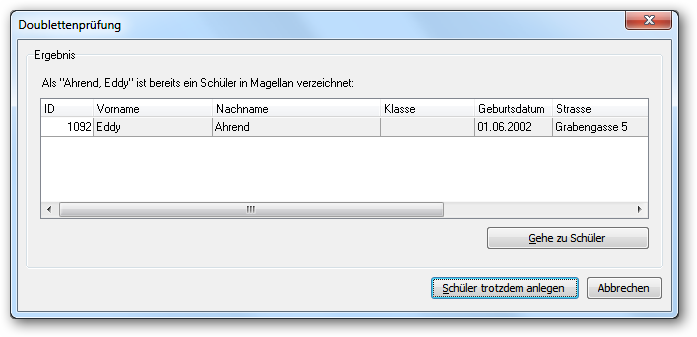 Doublettenprüfung
Ergebnis
Als "Ahrend, Eddy" ist bereits ein Schüler in Magellan verzeichnet:
ID Vorname Nachname Klasse Geburtsdatum Strasse
1092 Eddy Ahrend 01.06.2002 Grabengasse 5
Gehe zu Schüler
Schüler trotzdem anlegen Abbrechen